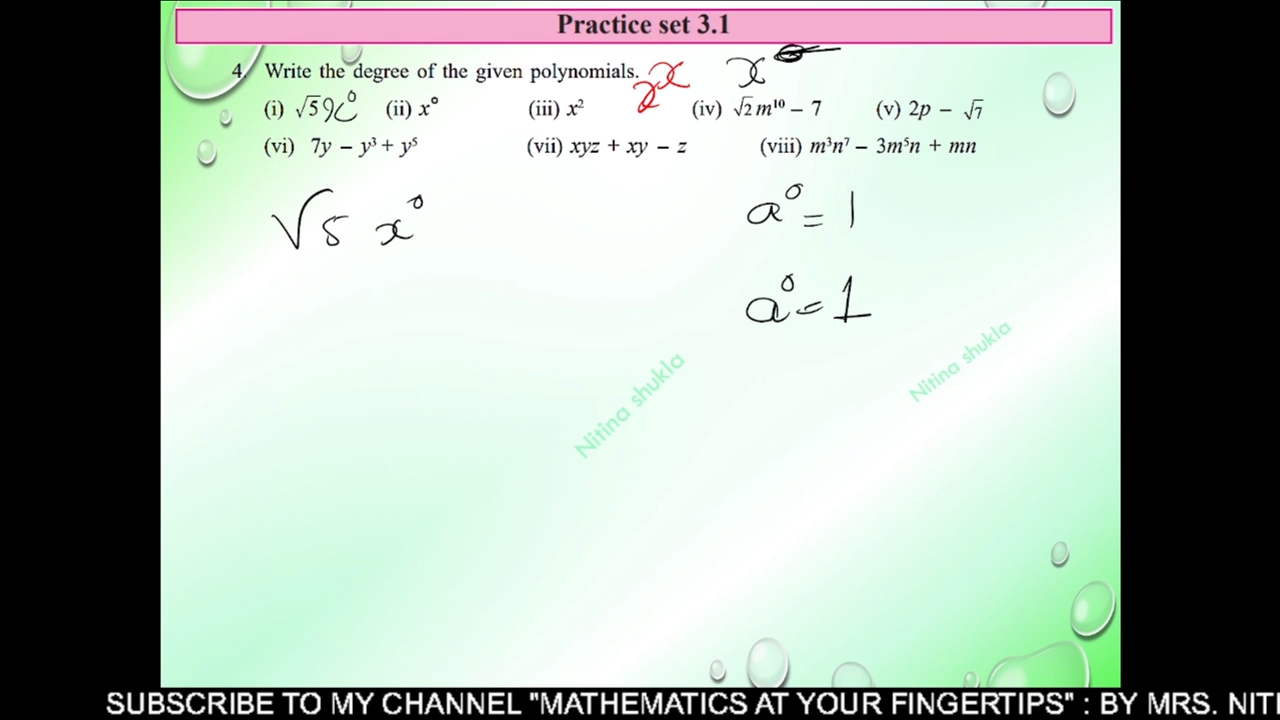 Practice set 3.1
4. Write the degree of the given polynomials. x x
(i) √5 x⁰ (ii) x° (iii) x² (iv) √2 m¹⁰ – 7 (v) 2p – √7
(vi) 7y – y³ + y⁵ (vii) xyz + xy – z (viii) m³n⁷ – 3m⁵n + mn
√5 x⁰ a⁰ = 1
a⁰ = 1
Nitina shukla
Nitina shukla
SUBSCRIBE TO MY CHANNEL "MATHEMATICS AT YOUR FINGERTIPS" : BY MRS. NITI